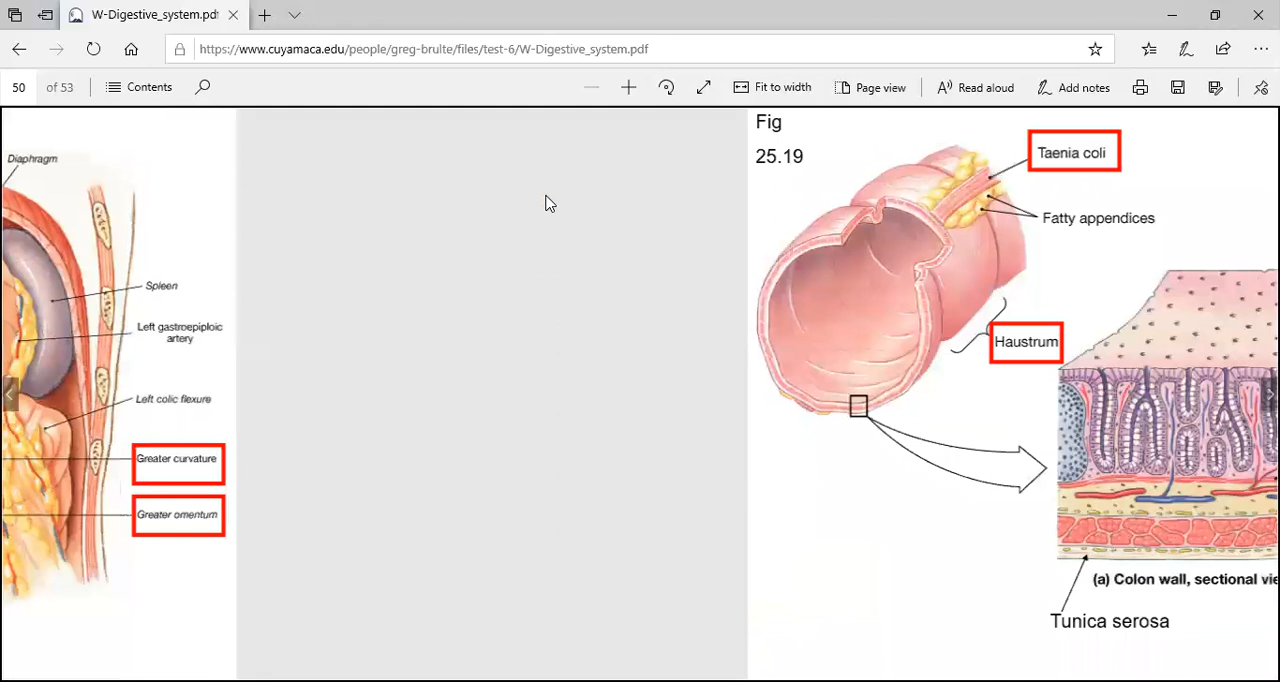 W-Digestive_system.pdf
https://www.cuyamaca.edu/people/greg-brulte/files/test-6/W-Digestive_system.pdf
50 of 53 Contents Fit to width Page view Read aloud Add notes
Diaphragm
Spleen
Left gastroepiploic
artery
Left colic flexure
Greater curvature
Greater omentum
Fig
25.19
Taenia coli
Fatty appendices
Haustrum
(a) Colon wall, sectional vie
Tunica serosa